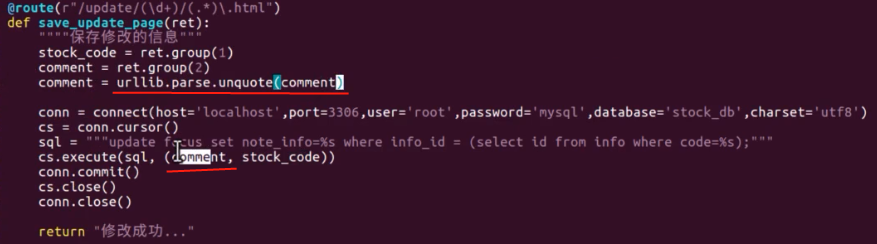 @route(r"/update/(\d+)/(.*)\.html")
def save_update_page(ret):
    """"保存修改的信息"""
    stock_code = ret.group(1)
    comment = ret.group(2)
    comment = urllib.parse.unquote(comment)
    conn = connect(host='localhost',port=3306,user='root',password='mysql',database='stock_db',charset='utf8')
    cs = conn.cursor()
    sql = """update focus set note_info=%s where info_id = (select id from info where code=%s);"""
    cs.execute(sql, (comment, stock_code))
    conn.commit()
    cs.close()
    conn.close()
    return "修改成功..."